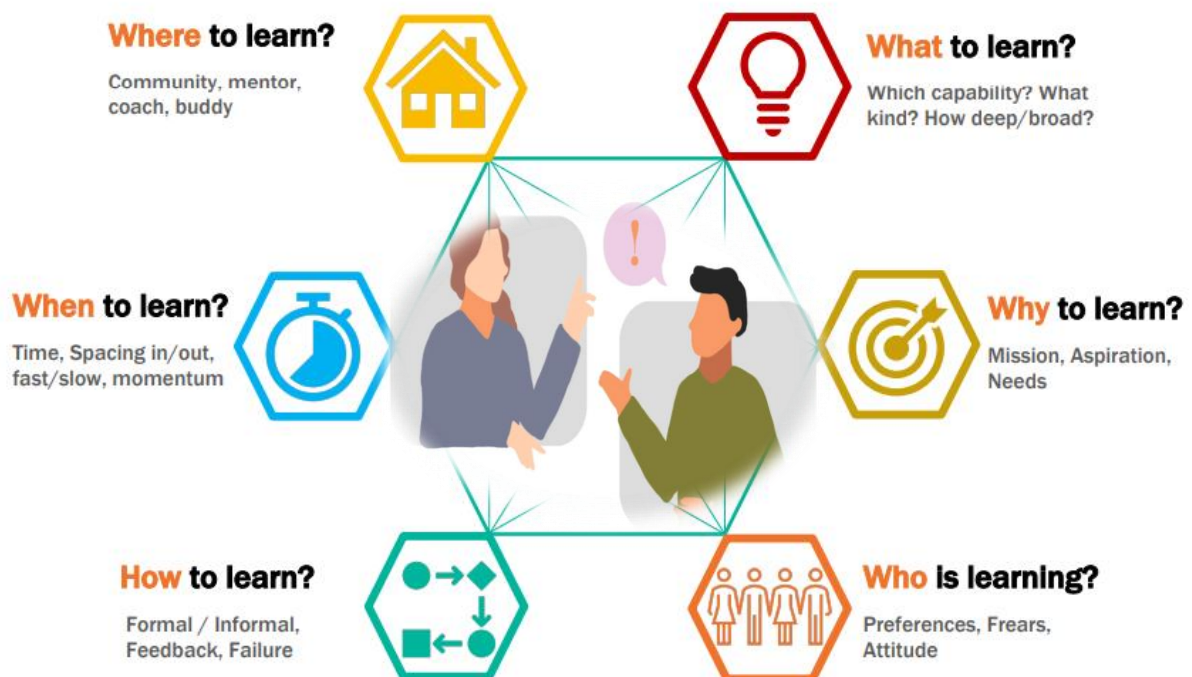 Where to learn?
Community, mentor,
coach, buddy
What to learn?
Which capability? What
kind? How deep/broad?
When to learn?
Time, Spacing in/out,
fast/slow, momentum
!
Why to learn?
Mission, Aspiration,
Needs
How to learn?
Formal / Informal,
Feedback, Failure
Who is learning?
Preferences, Frears,
Attitude